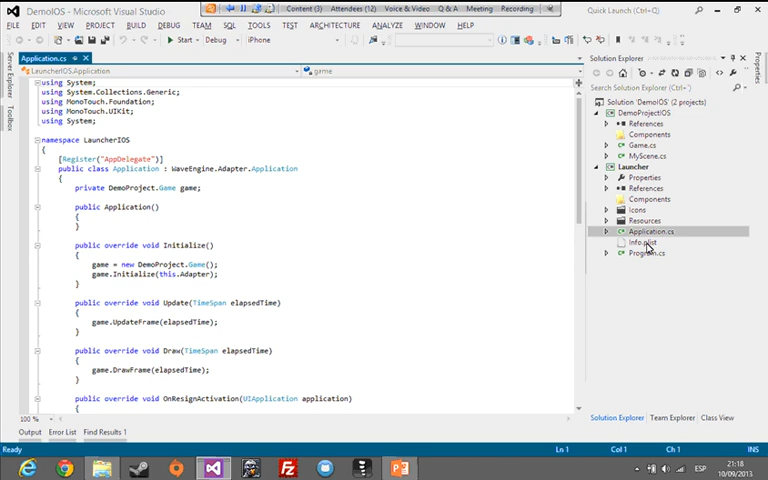 DemoIOS - Microsoft Visual Studio
Content (3) Attendees (12) Voice & Video Q & A Meeting Recording
Quick Launch (Ctrl+Q)
FILE EDIT VIEW PROJECT BUILD DEBUG TEAM SQL TOOLS TEST ARCHITECTURE ANALYZE WINDOW HELP
Start Debug iPhone
Application.cs
LauncherIOS.Application game
using System;
using System.Collections.Generic;
using MonoTouch.Foundation;
using MonoTouch.UIKit;
using System;
namespace LauncherIOS
{
[Register("AppDelegate")]
public class Application : WaveEngine.Adapter.Application
{
private DemoProject.Game game;
public Application()
{
}
public override void Initialize()
{
game = new DemoProject.Game();
game.Initialize(this.Adapter);
}
public override void Update(TimeSpan elapsedTime)
{
game.UpdateFrame(elapsedTime);
}
public override void Draw(TimeSpan elapsedTime)
{
game.DrawFrame(elapsedTime);
}
public override void OnResignActivation(UIApplication application)
{
100 %
Output Error List Find Results 1
Server Explorer
Toolbox
Solution Explorer
Search Solution Explorer (Ctrl+')
Solution 'DemoIOS' (2 projects)
DemoProjectIOS
References
Components
Game.cs
MyScene.cs
Launcher
Properties
References
Components
Icons
Resources
Application.cs
Info.plist
Program.cs
Solution Explorer Team Explorer Class View
Properties
Ready Ln 1 Col 1 Ch 1 INS
ESP
21:18
10/09/2013